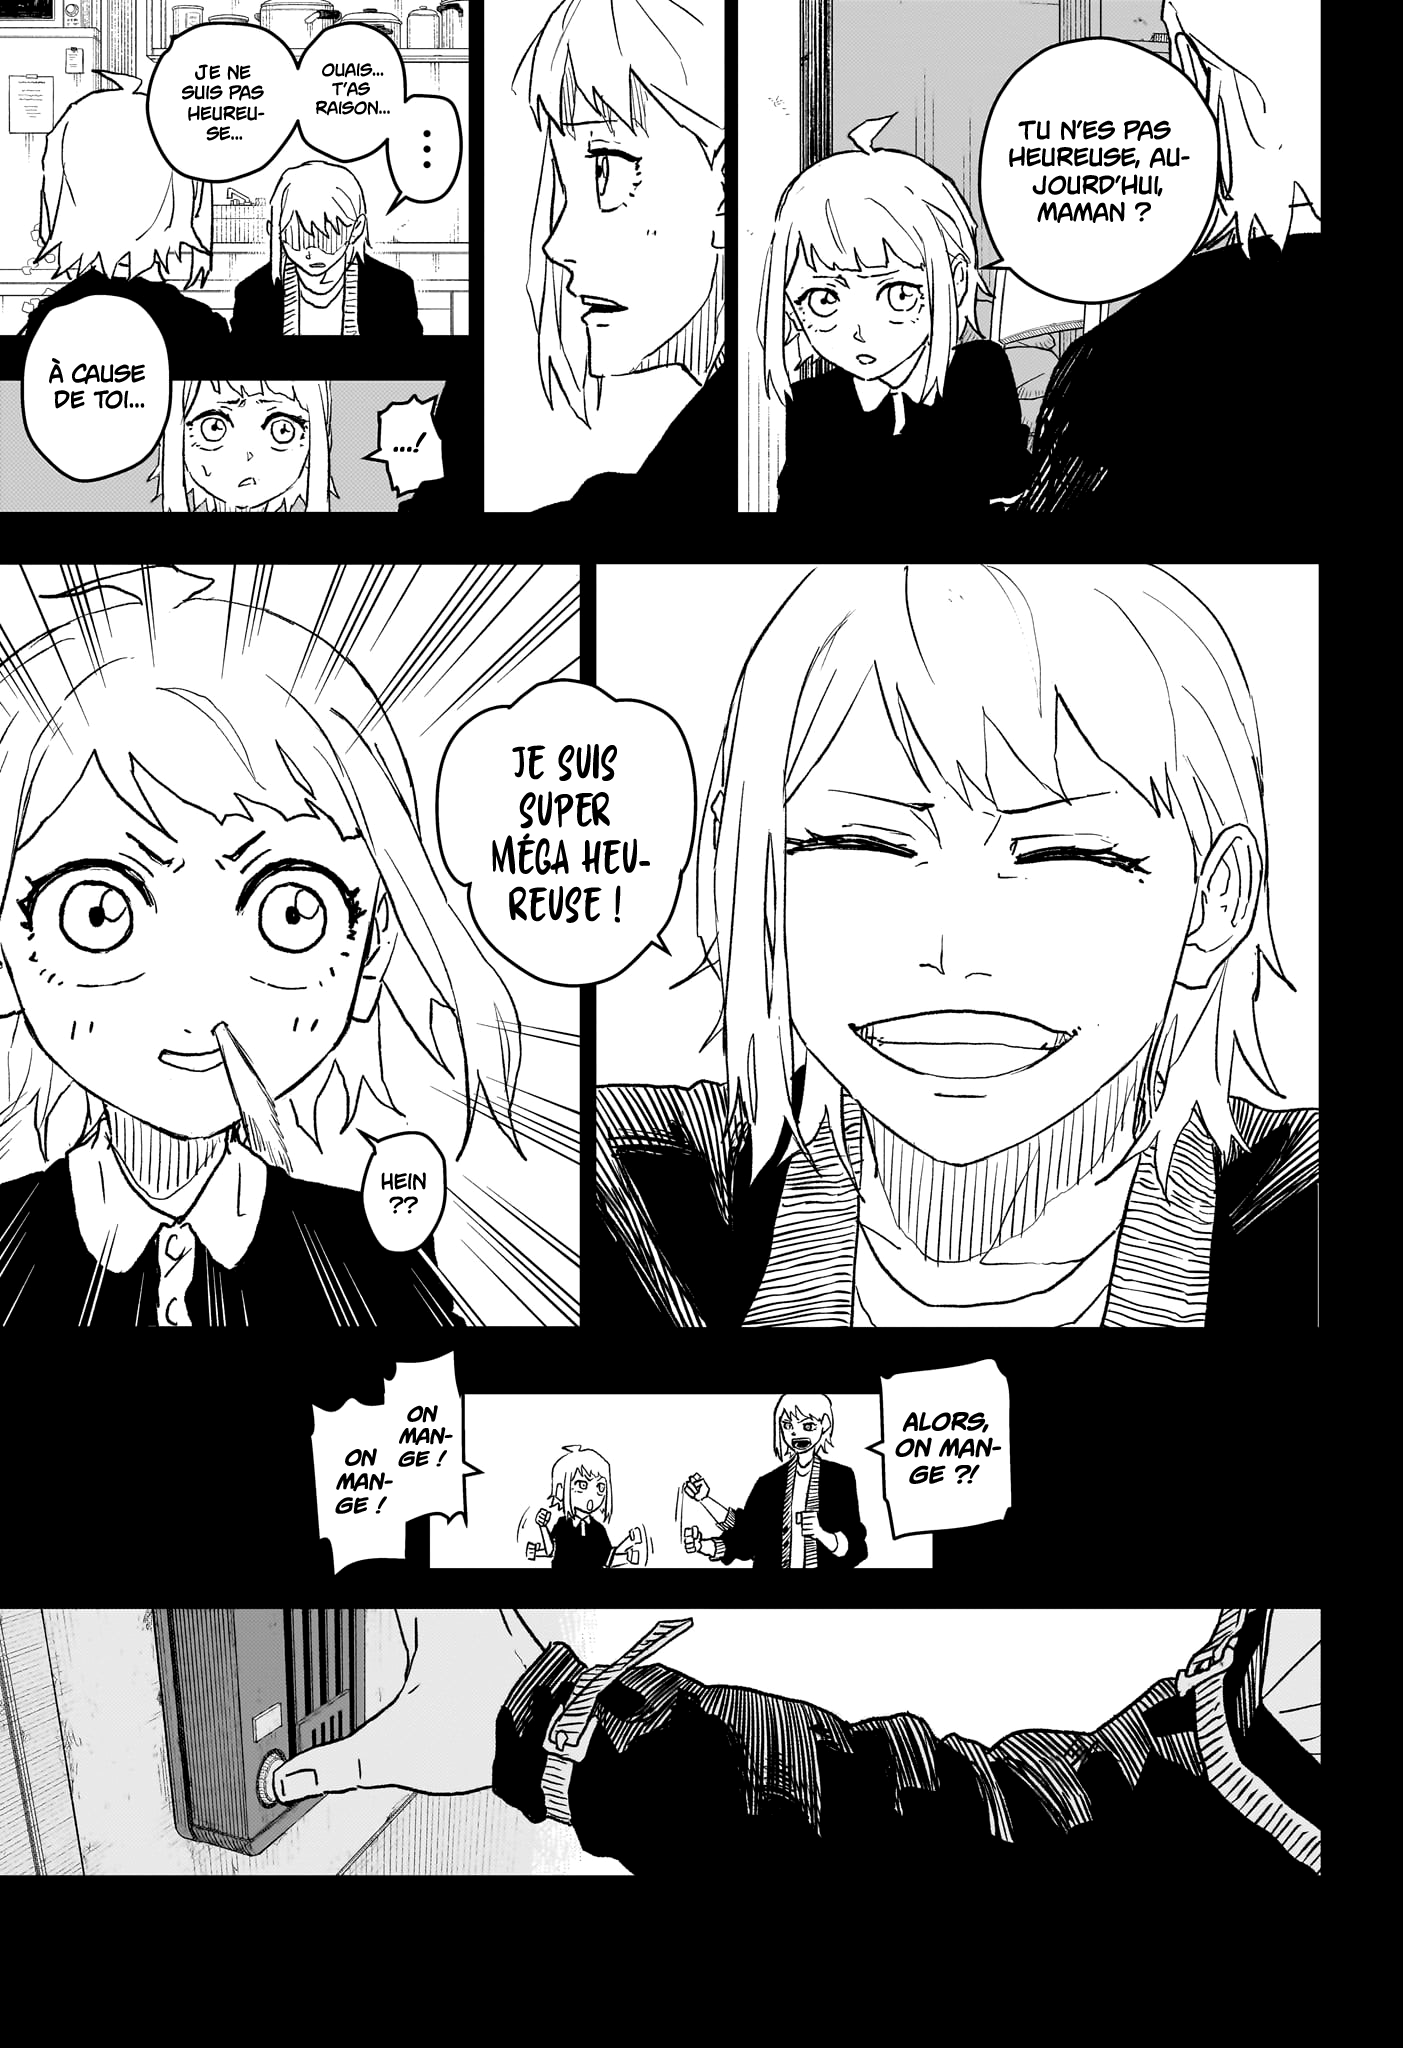 TU N'ES PAS
HEUREUSE, AU-
JOURD'HUI,
MAMAN ?
...
OUAIS...
T'AS
RAISON...
JE NE
SUIS PAS
HEUREU-
SE...
...!
À CAUSE
DE TOI...
JE SUIS
SUPER
MÉGA HEU-
REUSE !
HEIN
??
ALORS,
ON MAN-
GE ?!
ON
MAN-
GE !
ON
MAN-
GE !